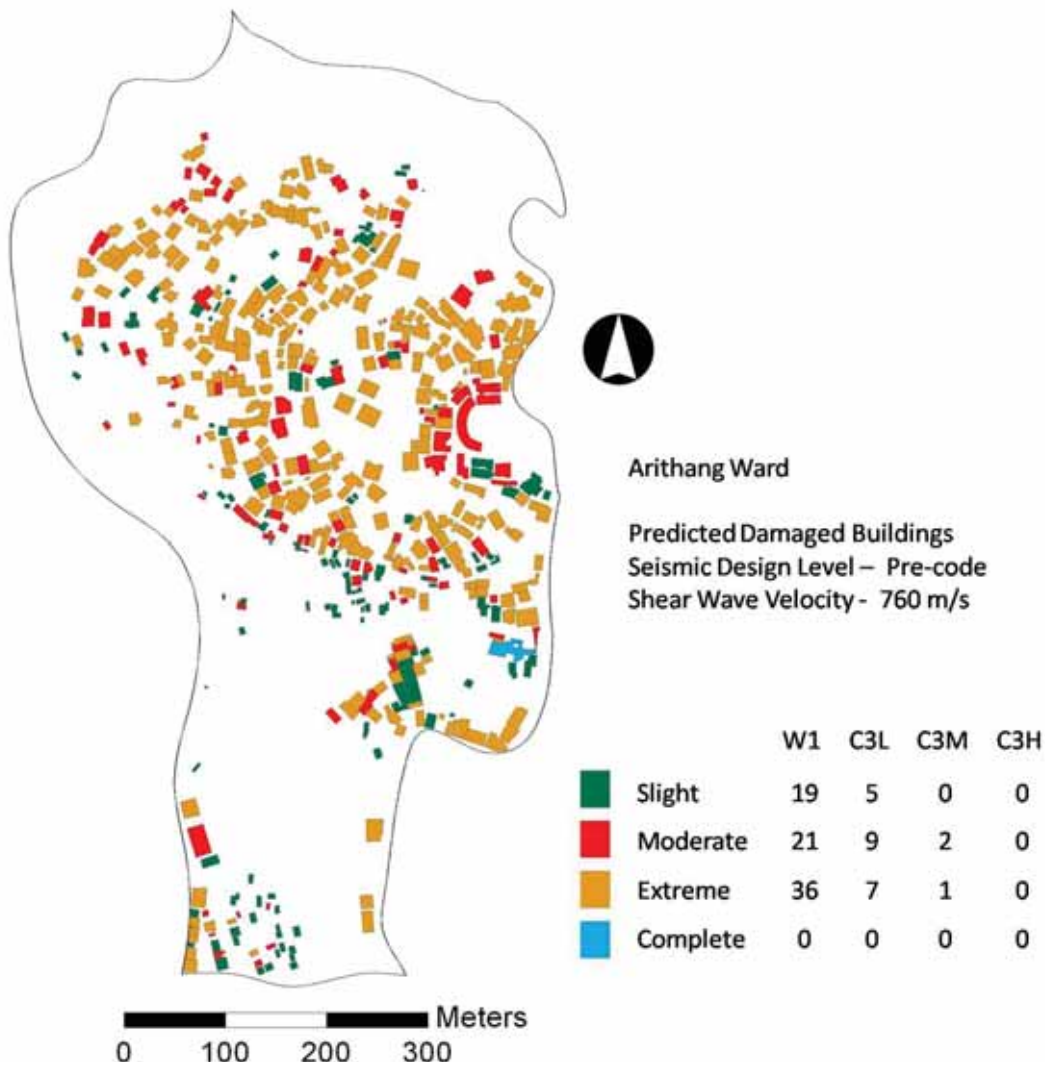 Arithang Ward
Predicted Damaged Buildings
Seismic Design Level – Pre-code
Shear Wave Velocity - 760 m/s
W1 C3L C3M C3H
Slight 19 5 0 0
Moderate 21 9 2 0
Extreme 36 7 1 0
Complete 0 0 0 0
Meters
0 100 200 300